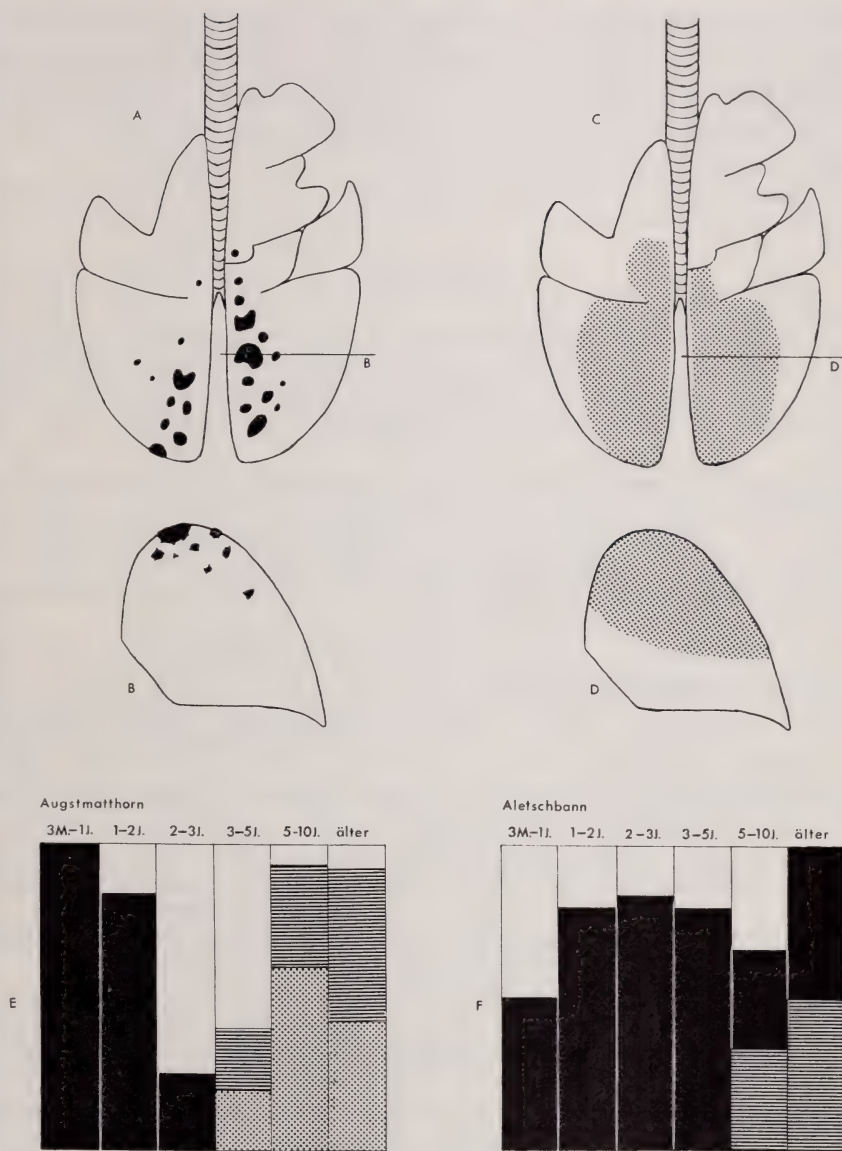 A
C
B
D
B
D
Augstmatthorn
3M.–1J. 1–2J. 2–3J. 3–5J. 5-10J. älter
E
Aletschbann
3M.–1J. 1–2J. 2–3J. 3–5J. 5–10J. älter
F